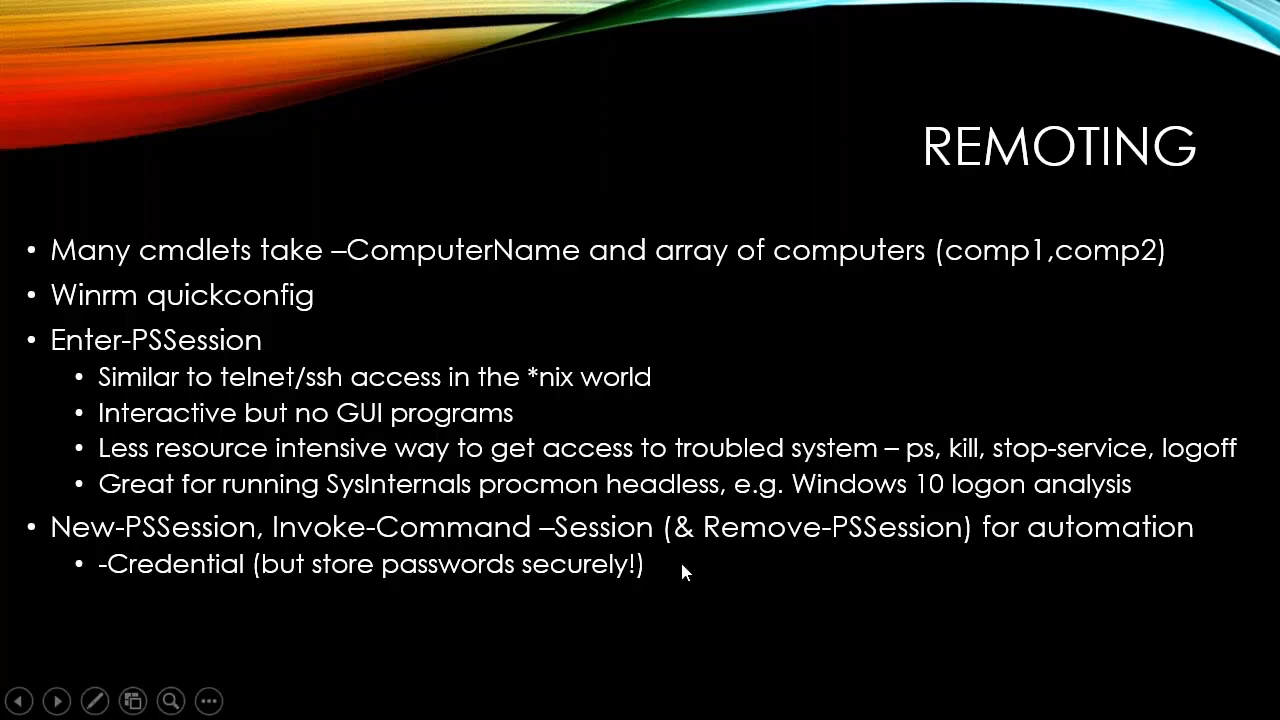 REMOTING
• Many cmdlets take –ComputerName and array of computers (comp1,comp2)
• Winrm quickconfig
• Enter-PSSession
• Similar to telnet/ssh access in the *nix world
• Interactive but no GUI programs
• Less resource intensive way to get access to troubled system – ps, kill, stop-service, logoff
• Great for running SysInternals procmon headless, e.g. Windows 10 logon analysis
• New-PSSession, Invoke-Command –Session (& Remove-PSSession) for automation
• -Credential (but store passwords securely!)